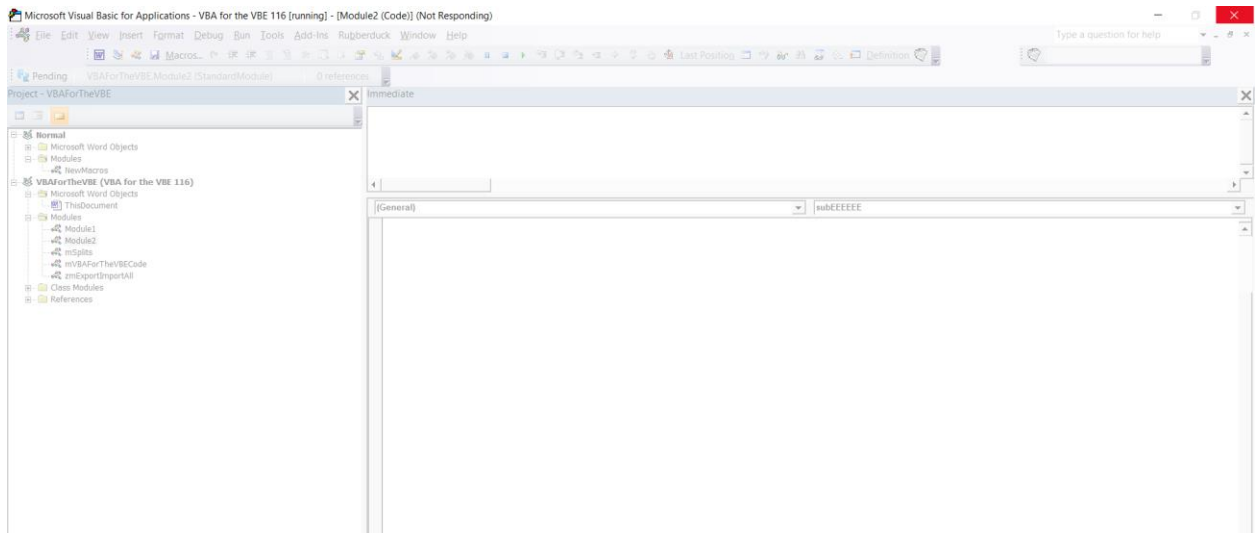 Microsoft Visual Basic for Applications - VBA for the VBE 116 [running] - [Module2 (Code)] (Not Responding)
File Edit View Insert Format Debug Run Tools Add-Ins Rubberduck Window Help
Type a question for help
Macros... Last Position Definition
Pending VBAForTheVBE.Module2 (StandardModule) 0 references
Project - VBAForTheVBE
Immediate
Normal
Microsoft Word Objects
Modules
NewMacros
VBAForTheVBE (VBA for the VBE 116)
Microsoft Word Objects
ThisDocument
Modules
Module1
Module2
mSplits
mVBAForTheVBECode
zmExportImportAll
Class Modules
References
(General)
subEEEEEE